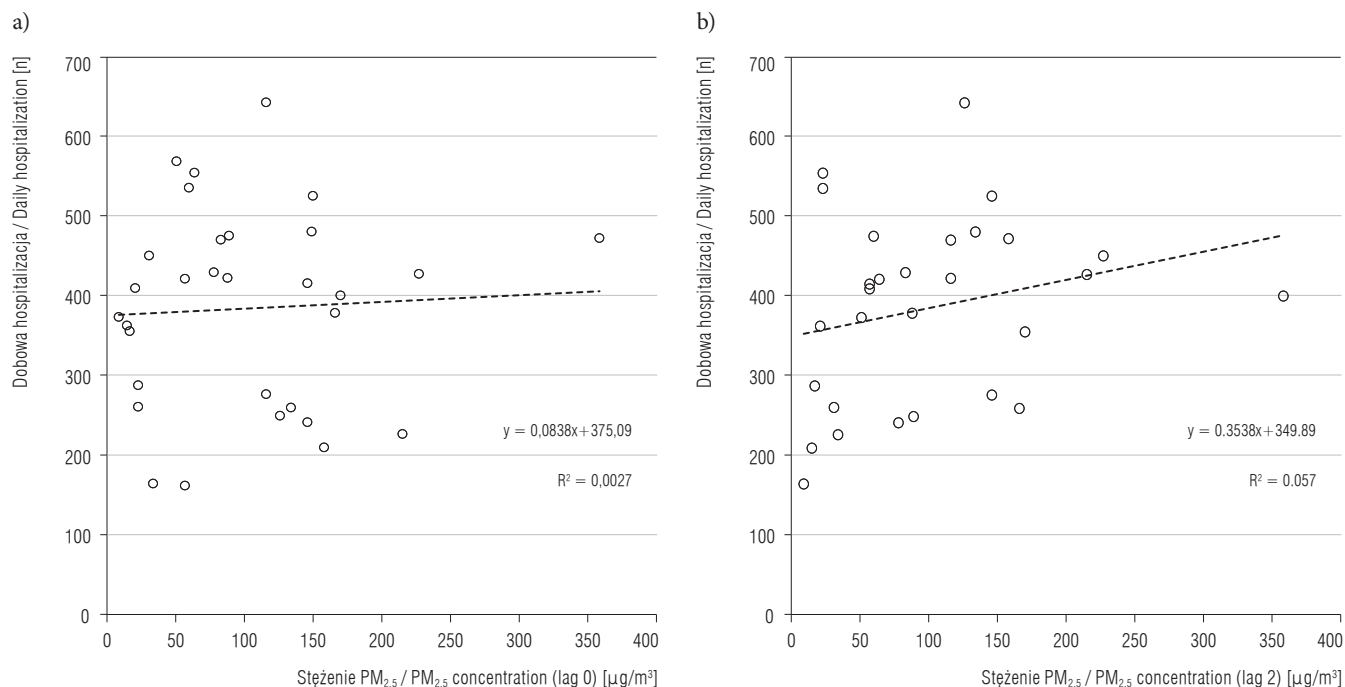 a)
Dobowa hospitalizacja / Daily hospitalization [n]
700
600
500
400
300
200
100
0
y = 0,0838x+375,09
R² = 0,0027
0 50 100 150 200 250 300 350 400
Stężenie PM₂.₅ / PM₂.₅ concentration (lag 0) [µg/m³]
b)
Dobowa hospitalizacja / Daily hospitalization [n]
700
600
500
400
300
200
100
0
y = 0.3538x+349.89
R² = 0.057
0 50 100 150 200 250 300 350 400
Stężenie PM₂.₅ / PM₂.₅ concentration (lag 2) [µg/m³]